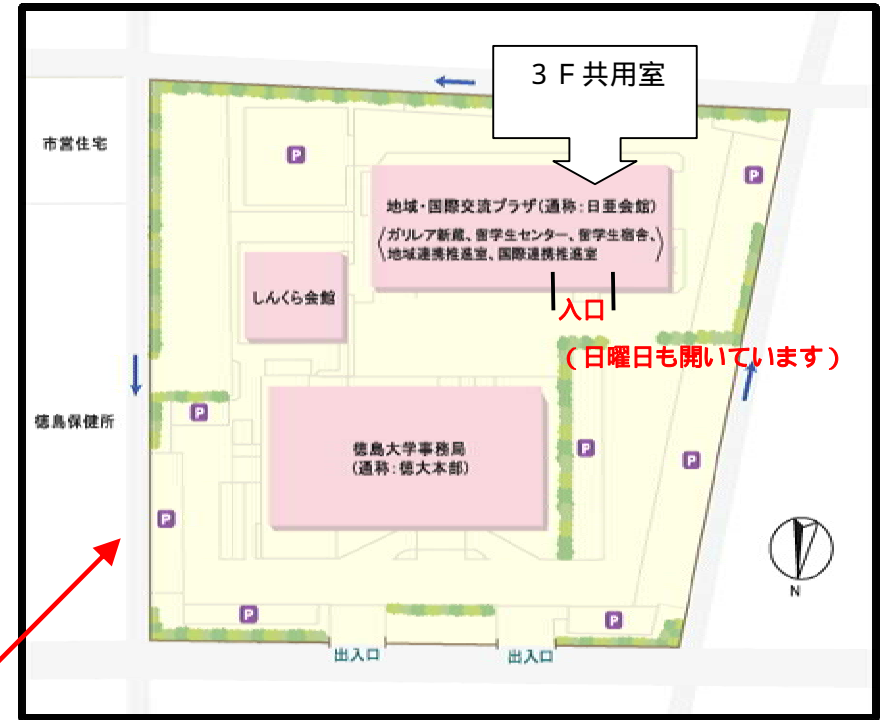 ３Ｆ共用室
市営住宅
P
P
地域・国際交流プラザ(通称：日亜会館)
〈ガリレア新蔵、留学生センター、留学生宿舎、
地域連携推進室、国際連携推進室〉
しんくら会館
入口
（日曜日も開いています）
P
徳島保健所
徳島大学事務局
(通称：徳大本部)
P
P
P
N
P
P
出入口
出入口